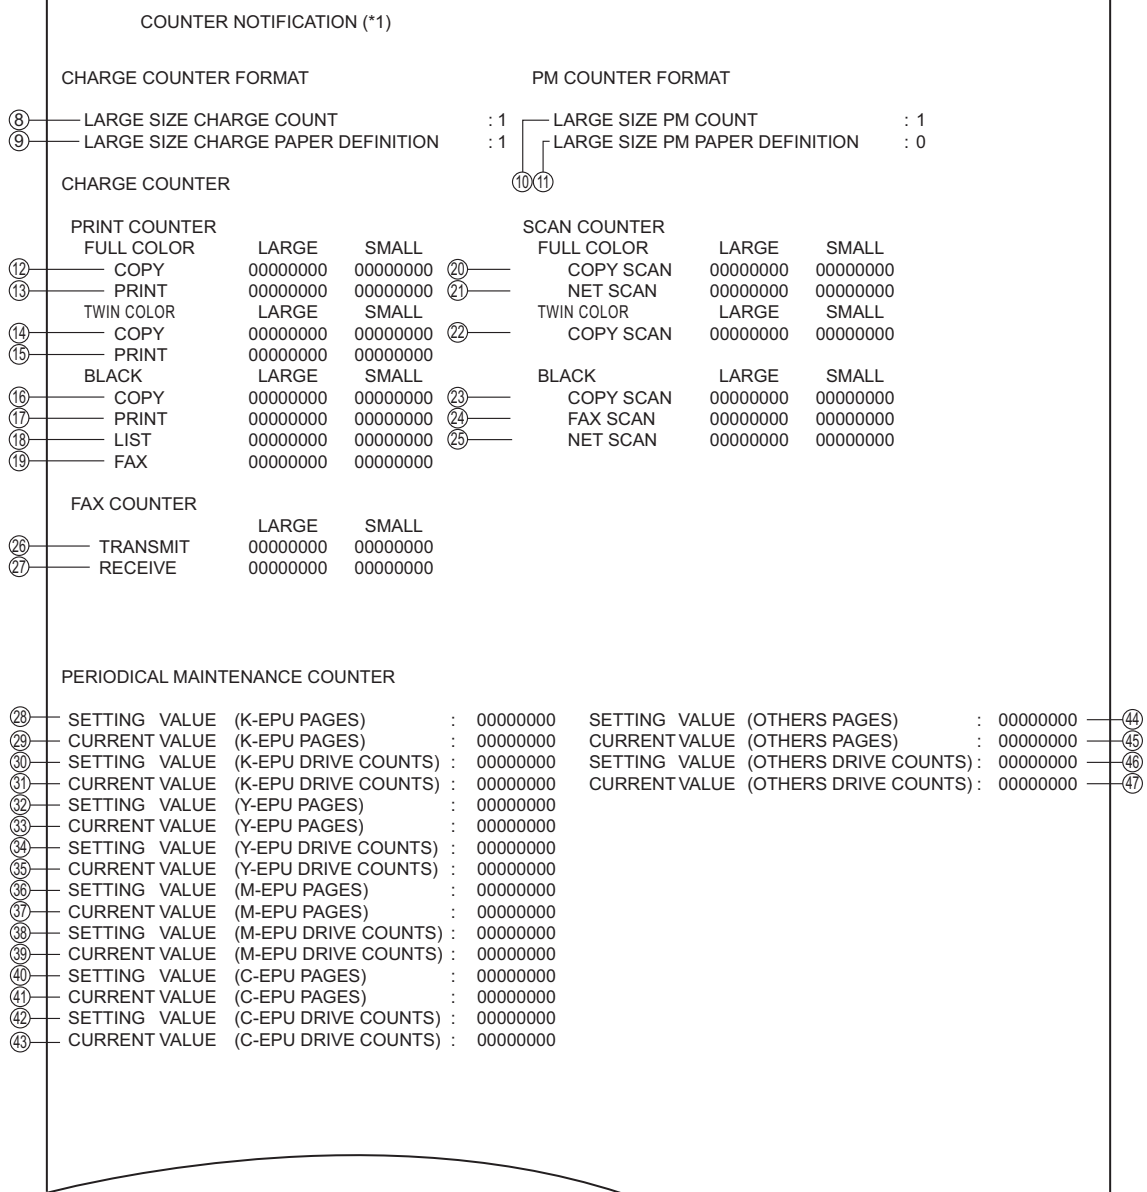 COUNTER NOTIFICATION (*1)
CHARGE COUNTER FORMAT PM COUNTER FORMAT
8 LARGE SIZE CHARGE COUNT : 1 LARGE SIZE PM COUNT : 1
9 LARGE SIZE CHARGE PAPER DEFINITION : 1 LARGE SIZE PM PAPER DEFINITION : 0
CHARGE COUNTER 10 11
PRINT COUNTER SCAN COUNTER
FULL COLOR LARGE SMALL FULL COLOR LARGE SMALL
12 COPY 00000000 00000000 20 COPY SCAN 00000000 00000000
13 PRINT 00000000 00000000 21 NET SCAN 00000000 00000000
TWIN COLOR LARGE SMALL TWIN COLOR LARGE SMALL
14 COPY 00000000 00000000 22 COPY SCAN 00000000 00000000
15 PRINT 00000000 00000000
BLACK LARGE SMALL BLACK LARGE SMALL
16 COPY 00000000 00000000 23 COPY SCAN 00000000 00000000
17 PRINT 00000000 00000000 24 FAX SCAN 00000000 00000000
18 LIST 00000000 00000000 25 NET SCAN 00000000 00000000
19 FAX 00000000 00000000
FAX COUNTER
LARGE SMALL
26 TRANSMIT 00000000 00000000
27 RECEIVE 00000000 00000000
PERIODICAL MAINTENANCE COUNTER
28 SETTING VALUE (K-EPU PAGES) : 00000000 SETTING VALUE (OTHERS PAGES) : 00000000 44
29 CURRENT VALUE (K-EPU PAGES) : 00000000 CURRENT VALUE (OTHERS PAGES) : 00000000 45
30 SETTING VALUE (K-EPU DRIVE COUNTS) : 00000000 SETTING VALUE (OTHERS DRIVE COUNTS) : 00000000 46
31 CURRENT VALUE (K-EPU DRIVE COUNTS) : 00000000 CURRENT VALUE (OTHERS DRIVE COUNTS) : 00000000 47
32 SETTING VALUE (Y-EPU PAGES) : 00000000
33 CURRENT VALUE (Y-EPU PAGES) : 00000000
34 SETTING VALUE (Y-EPU DRIVE COUNTS) : 00000000
35 CURRENT VALUE (Y-EPU DRIVE COUNTS) : 00000000
36 SETTING VALUE (M-EPU PAGES) : 00000000
37 CURRENT VALUE (M-EPU PAGES) : 00000000
38 SETTING VALUE (M-EPU DRIVE COUNTS) : 00000000
39 CURRENT VALUE (M-EPU DRIVE COUNTS) : 00000000
40 SETTING VALUE (C-EPU PAGES) : 00000000
41 CURRENT VALUE (C-EPU PAGES) : 00000000
42 SETTING VALUE (C-EPU DRIVE COUNTS) : 00000000
43 CURRENT VALUE (C-EPU DRIVE COUNTS) : 00000000